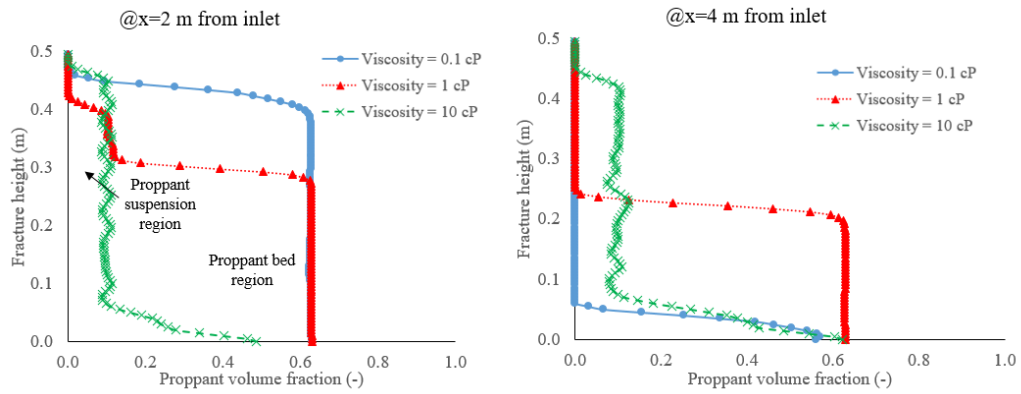 @x=2 m from inlet
0.5
0.4
0.3
0.2
0.1
0.0
Fracture height (m)
Viscosity = 0.1 cP
Viscosity = 1 cP
Viscosity = 10 cP
Proppant
suspension
region
Proppant bed
region
0.0 0.2 0.4 0.6 0.8 1.0
Proppant volume fraction (-)
@x=4 m from inlet
0.5
0.4
0.3
0.2
0.1
0.0
Fracture height (m)
Viscosity = 0.1 cP
Viscosity = 1 cP
Viscosity = 10 cP
0.0 0.2 0.4 0.6 0.8 1.0
Proppant volume fraction (-)